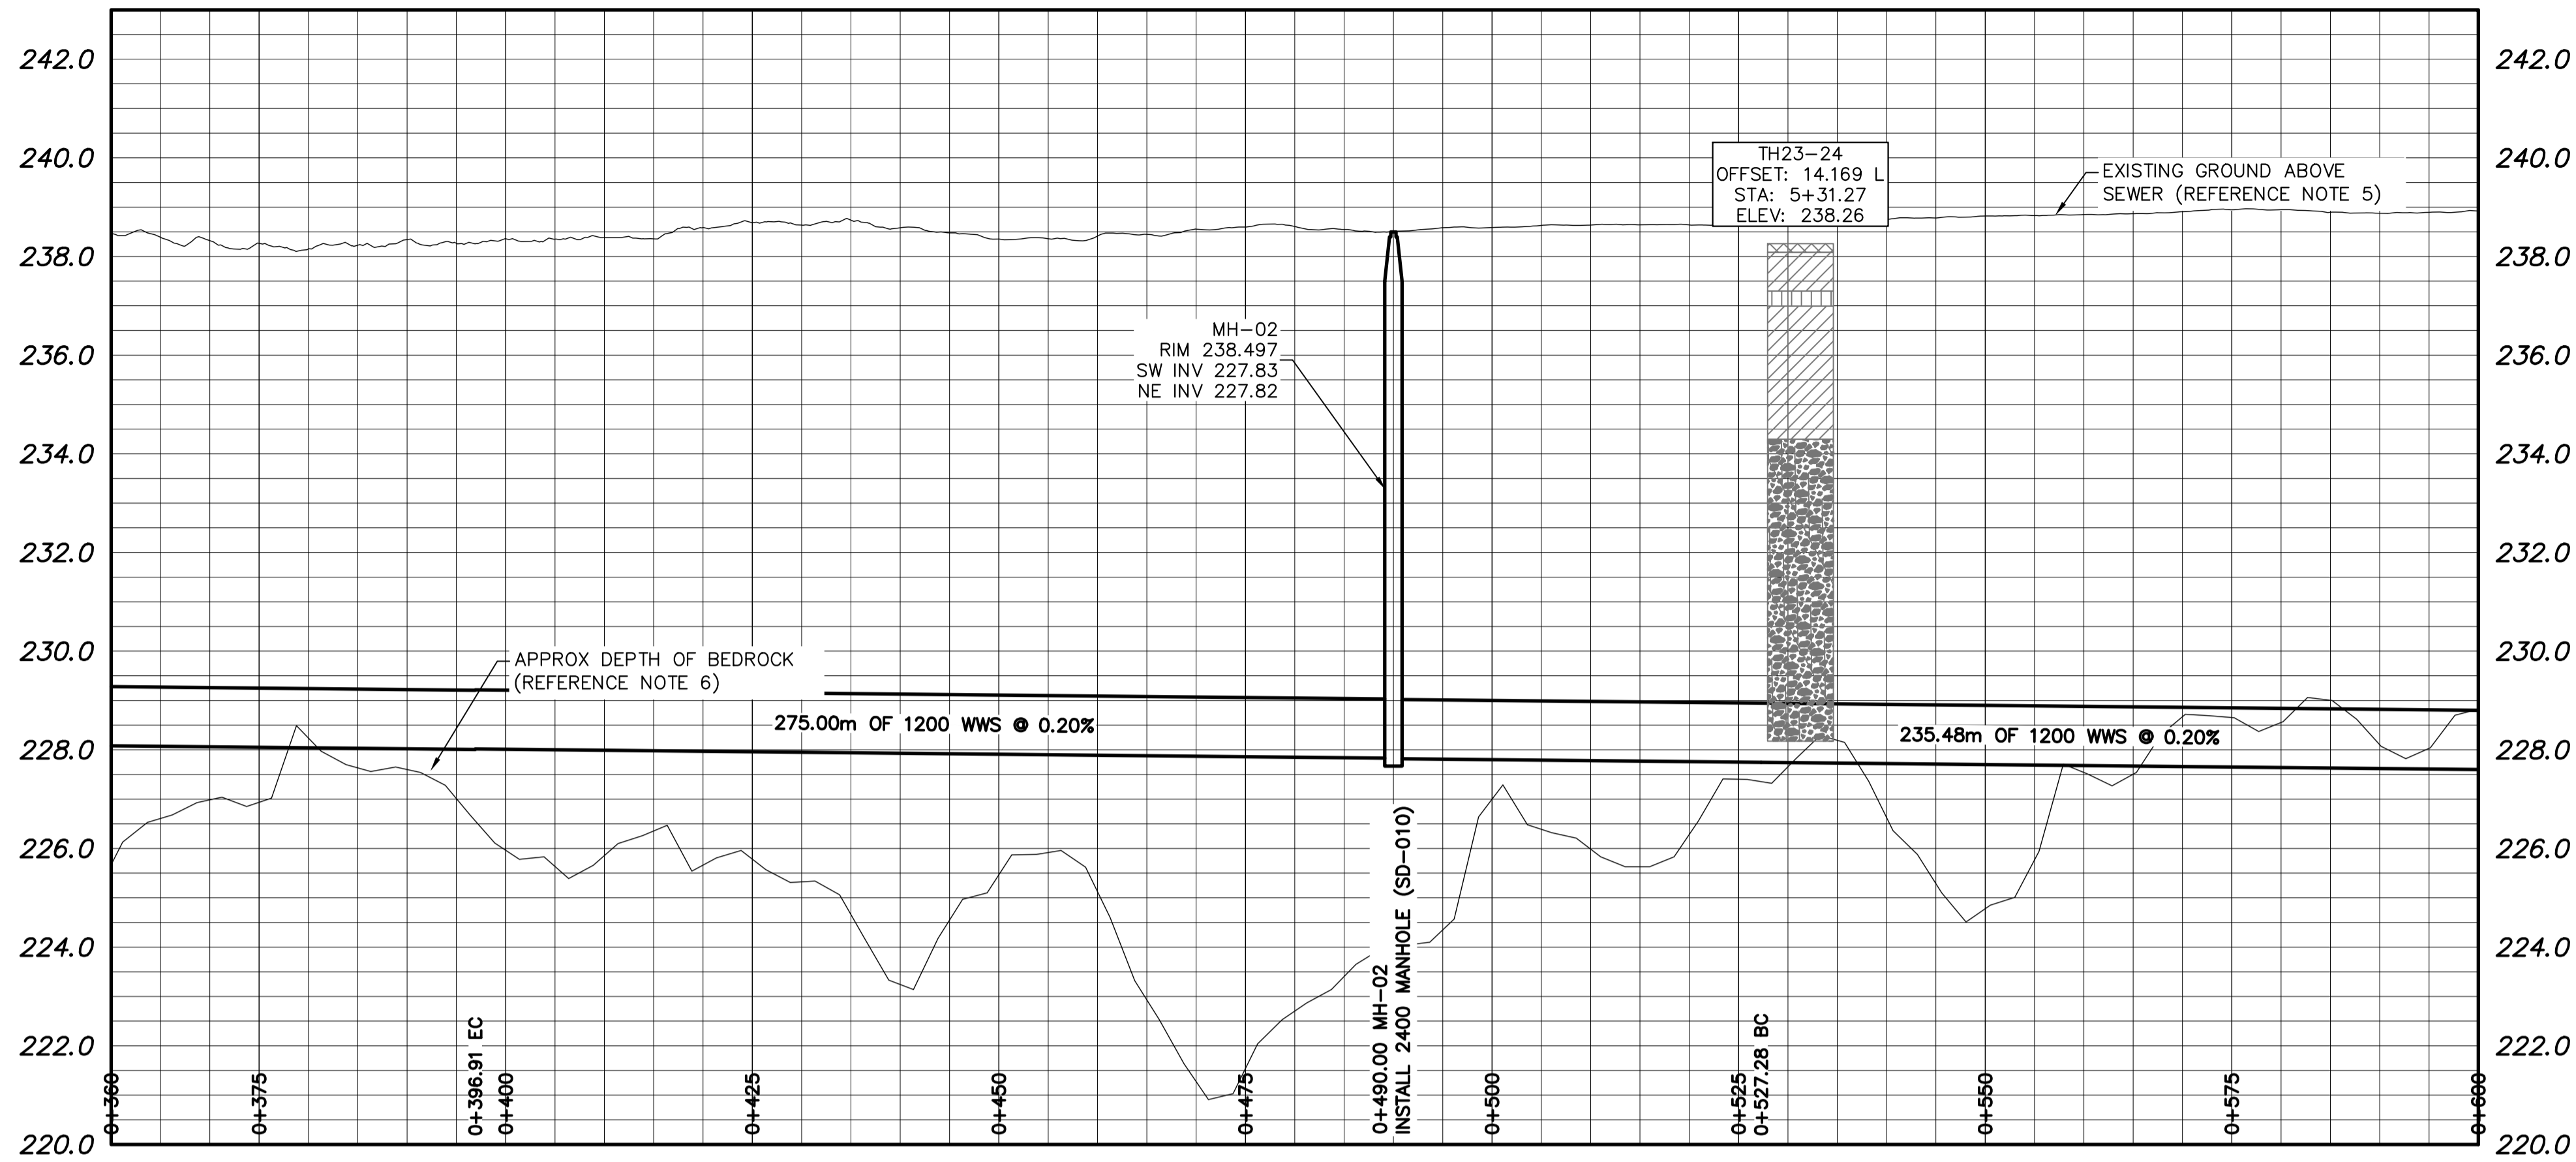 242.0
242.0
240.0
240.0
238.0
238.0
236.0
236.0
234.0
234.0
232.0
232.0
230.0
230.0
228.0
228.0
226.0
226.0
224.0
224.0
222.0
222.0
220.0
220.0
TH23-24
OFFSET: 14.169 L
STA: 5+31.27
ELEV: 238.26
EXISTING GROUND ABOVE
SEWER (REFERENCE NOTE 5)
MH-02
RIM 238.497
SW INV 227.83
NE INV 227.82
APPROX DEPTH OF BEDROCK
(REFERENCE NOTE 6)
275.00m OF 1200 WWS @ 0.20%
235.48m OF 1200 WWS @ 0.20%
0+360
0+375
0+396.91 EC
0+400
0+425
0+450
0+475
0+490.00 MH-02
INSTALL 2400 MANHOLE (SD-010)
0+500
0+525
0+527.28 BC
0+550
0+575
0+600